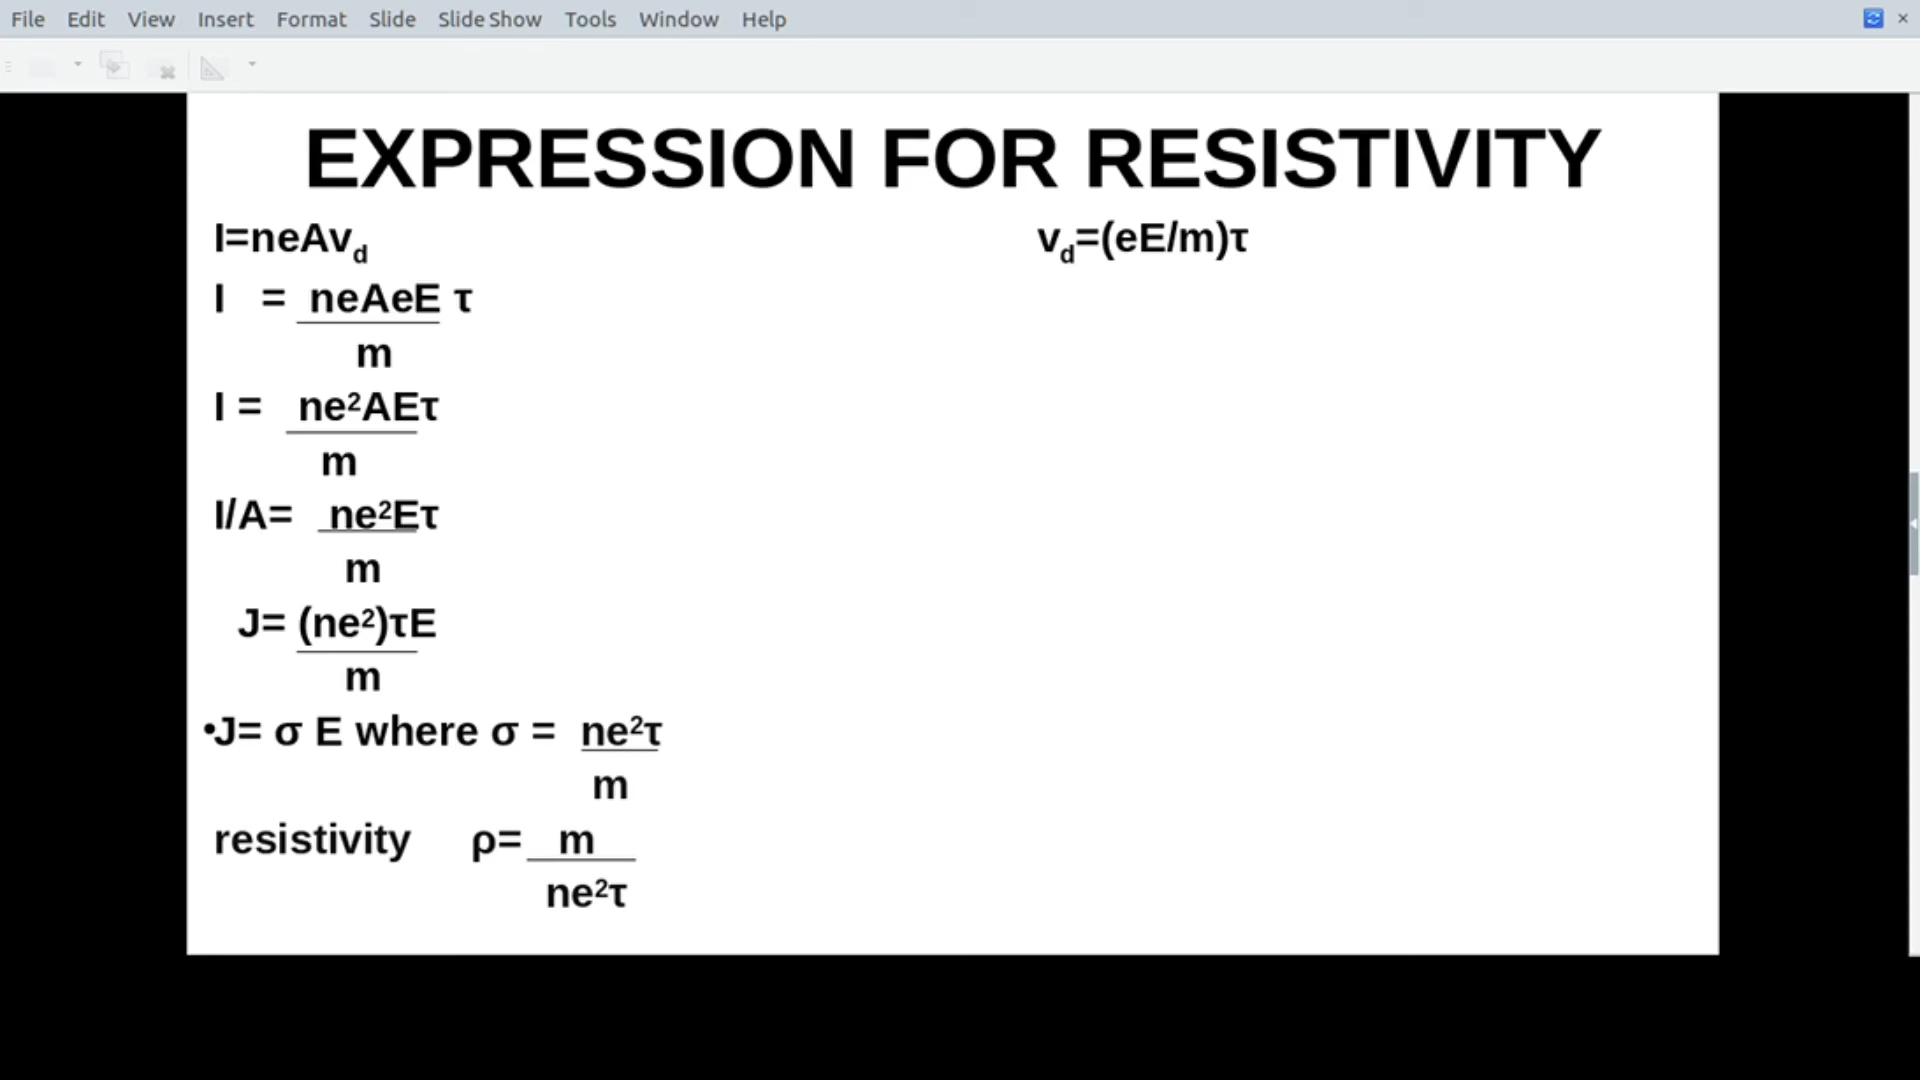 File Edit View Insert Format Slide Slide Show Tools Window Help
EXPRESSION FOR RESISTIVITY
I=neAvd vd=(eE/m)τ
I = neAeE τ
m
I = ne²AEτ
m
I/A= ne²Eτ
m
J= (ne²)τE
m
•J= σ E where σ = ne²τ
m
resistivity ρ= m
ne²τ